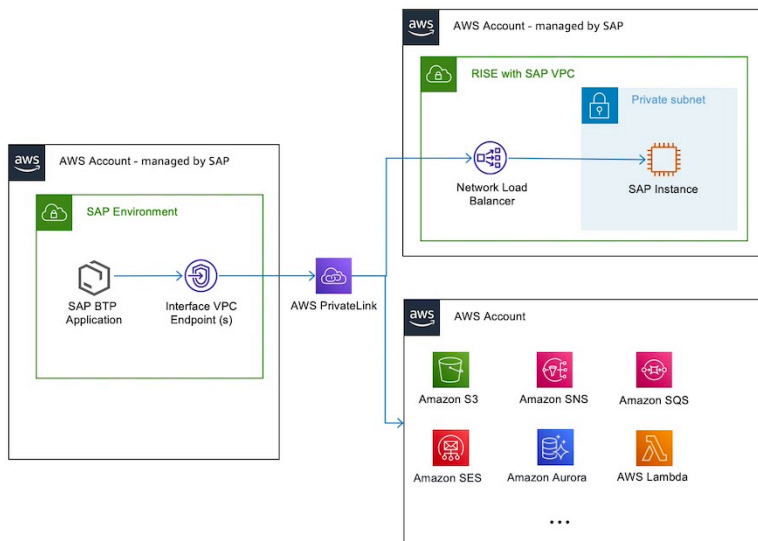 aws
AWS Account - managed by SAP
RISE with SAP VPC
Private subnet
Network Load
Balancer
SAP Instance
aws
AWS Account - managed by SAP
SAP Environment
SAP BTP
Application
Interface VPC
Endpoint (s)
AWS PrivateLink
aws
AWS Account
Amazon S3
Amazon SNS
Amazon SQS
Amazon SES
Amazon Aurora
AWS Lambda
...